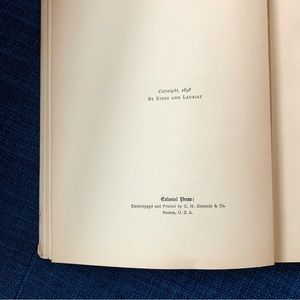 Copyright, 1898
BY ESTES AND LAURIAT
Colonial Press:
Electrotyped and Printed by C. H. Simonds & Co.
Boston, U. S. A.